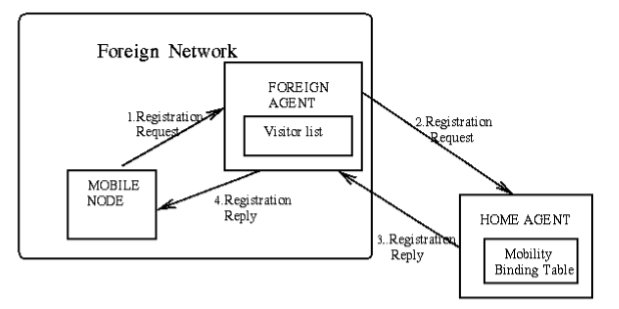 Foreign Network
FOREIGN
AGENT
Visitor list
1.Registration
Request
2.Registration
Request
MOBILE
NODE
4.Registration
Reply
3..Registration
Reply
HOME AGENT
Mobility
Binding Table